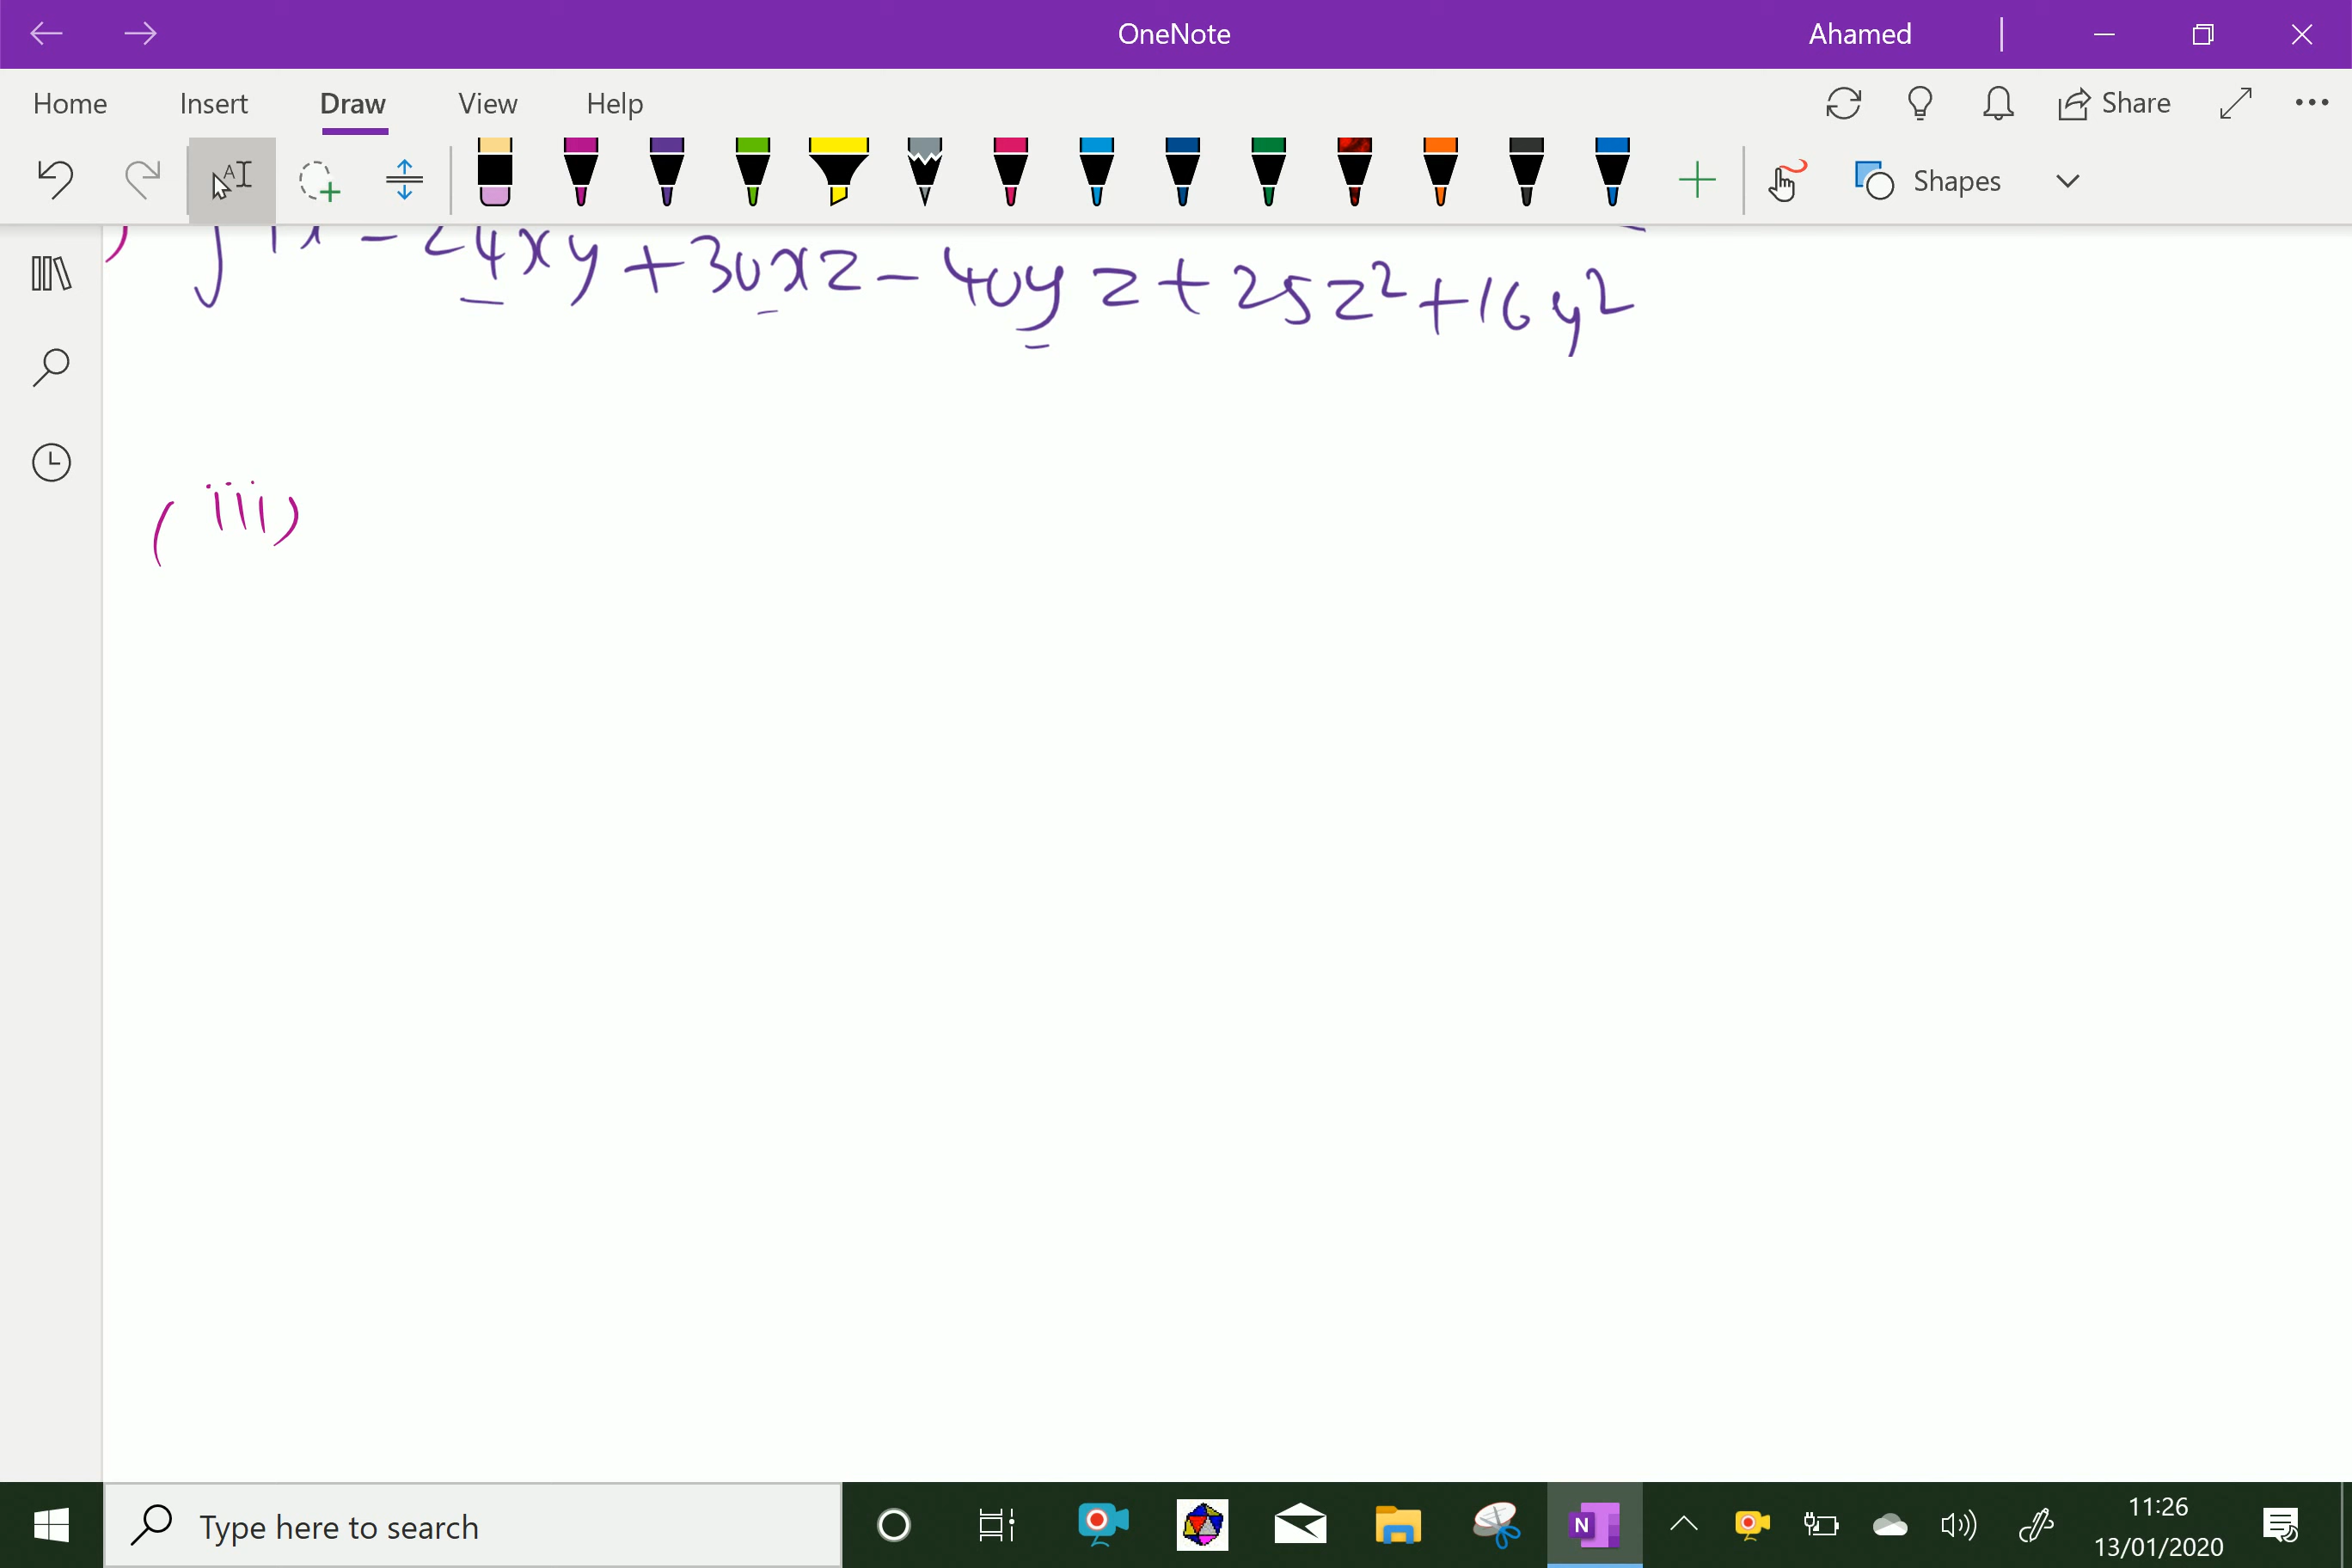 OneNote
Ahamed
Home Insert Draw View Help
Share
Shapes
- 24xy + 30xz - 40yz + 25z² + 16y²
(iii)
Type here to search
N
11:26
13/01/2020